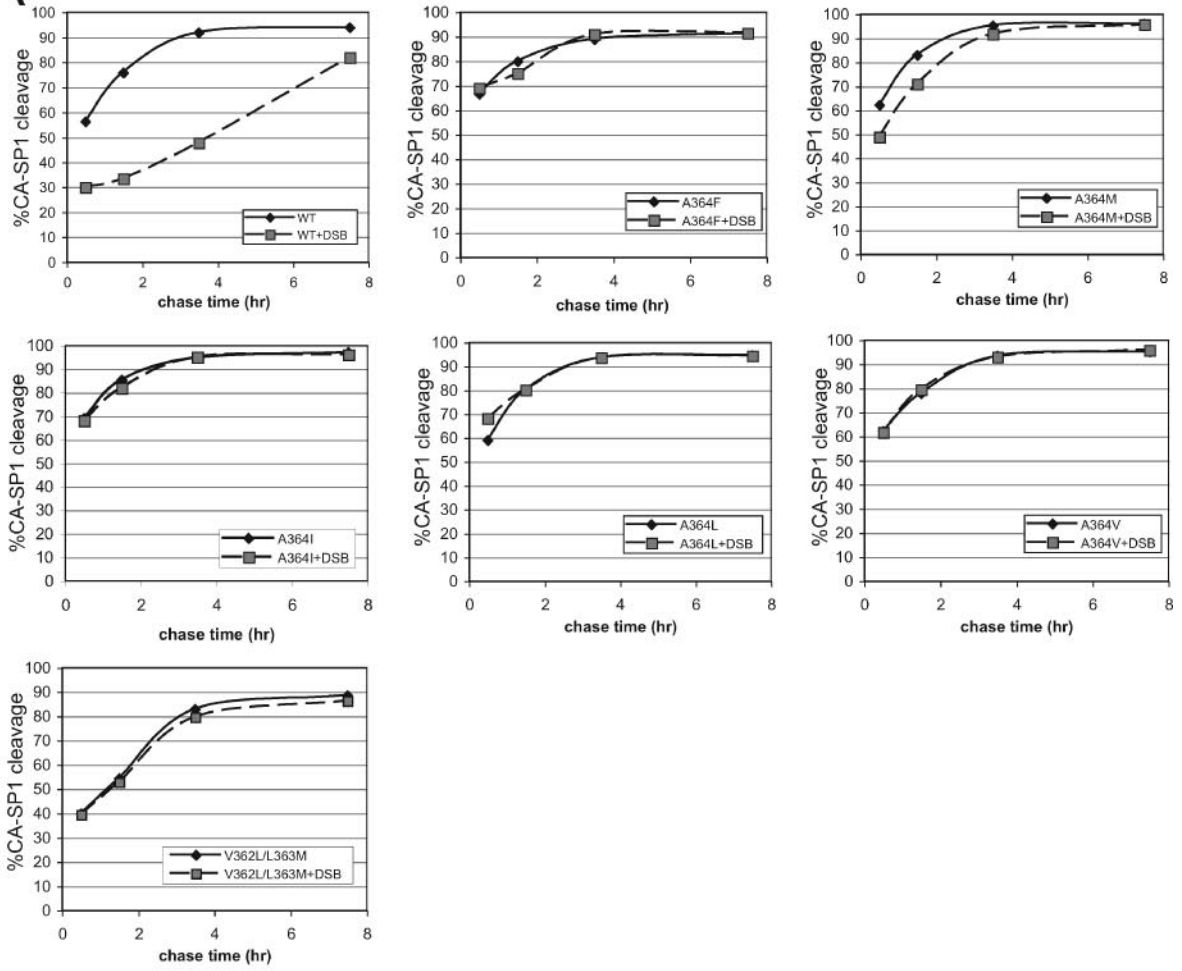 %CA-SP1 cleavage
100
90
80
70
60
50
40
30
20
10
0
WT
WT+DSB
0 2 4 6 8
chase time (hr)
%CA-SP1 cleavage
100
90
80
70
60
50
40
30
20
10
0
A364F
A364F+DSB
0 2 4 6 8
chase time (hr)
%CA-SP1 cleavage
100
90
80
70
60
50
40
30
20
10
0
A364M
A364M+DSB
0 2 4 6 8
chase time (hr)
%CA-SP1 cleavage
100
90
80
70
60
50
40
30
20
10
0
A364I
A364I+DSB
0 2 4 6 8
chase time (hr)
%CA-SP1 cleavage
100
90
80
70
60
50
40
30
20
10
0
A364L
A364L+DSB
0 2 4 6 8
chase time (hr)
%CA-SP1 cleavage
100
90
80
70
60
50
40
30
20
10
0
A364V
A364V+DSB
0 2 4 6 8
chase time (hr)
%CA-SP1 cleavage
100
90
80
70
60
50
40
30
20
10
0
V362L/L363M
V362L/L363M+DSB
0 2 4 6 8
chase time (hr)